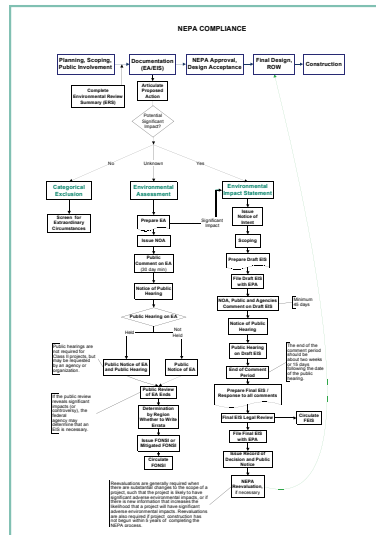 NEPA COMPLIANCE
Planning, Scoping,
Public Involvement
Documentation
(EA/EIS)
NEPA Approval,
Design Acceptance
Final Design,
ROW
Construction
Complete
Environmental Review
Summary (ERS)
Articulate
Proposed
Action
Potential
Significant
Impact?
No
Unknown
Yes
Categorical
Exclusion
Environmental
Assessment
Environmental
Impact Statement
Screen for
Extraordinary
Circumstances
Prepare EA
Significant
Impact
Issue
Notice of
Intent
Issue NOA
Scoping
Public
Comment on EA
(30 day min)
Prepare Draft EIS
File Draft EIS
with EPA
Notice of Public
Hearing
NOA, Public and Agencies
Comment on Draft EIS
Minimum
45 days
Public Hearing on EA
Notice of Public
Hearing
Held
Not
Held
Public Hearing
on Draft EIS
Public hearings are
not required for
Class II projects, but
may be requested
by an agency or
organization.
The end of the
comment period
should be
about two weeks
or 15 days
following the date
of the public
hearing.
Public Notice of EA
and Public Hearing
Public
Notice of EA
End of Comment
Period
Public Review
of EA Ends
Prepare Final EIS /
Response to all comments
If the public review
reveals significant
impacts (or
controversy), the
federal
agency may
determine that an
EIS is necessary.
Determination
by Region
Whether to Write
Errata
Final EIS Legal Review
Circulate
FEIS
File Final EIS
with EPA
Issue FONSI or
Mitigated FONSI
Issue Record of
Decision and Public
Notice
Circulate
FONSI
NEPA
Reevaluation,
if necessary
Reevaluations are generally required when
there are substantial changes to the scope of a
project, such that the project is likely to have
significant adverse environmental impacts, or if
there is new information that increases the
likelihood that a project will have significant
adverse environmental impacts. Reevaluations
are also required if project construction has
not begun within 5 years of completing the
NEPA process.